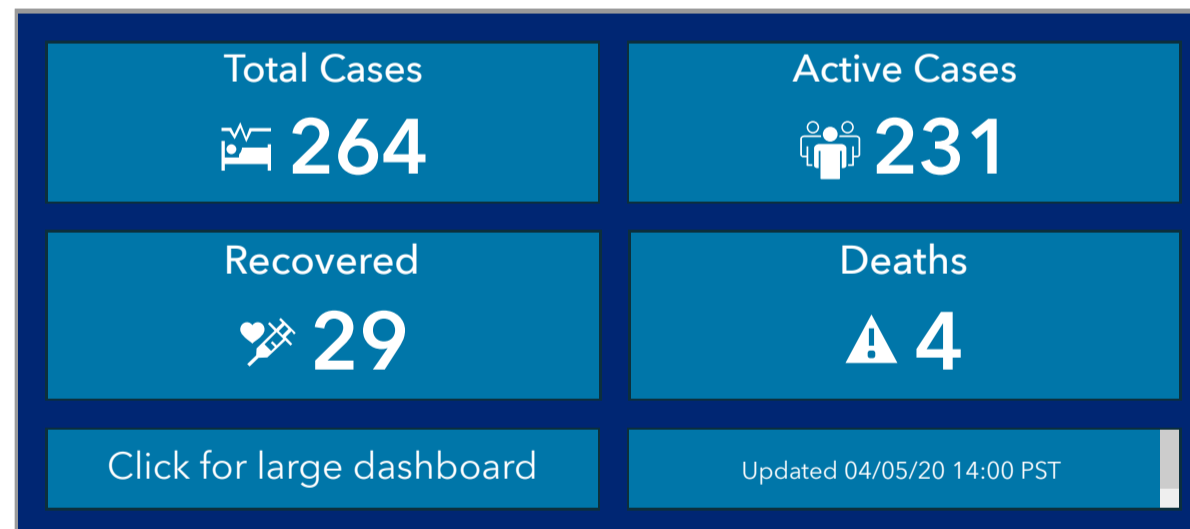 Total Cases
264
Active Cases
231
Recovered
29
Deaths
4
Click for large dashboard
Updated 04/05/20 14:00 PST